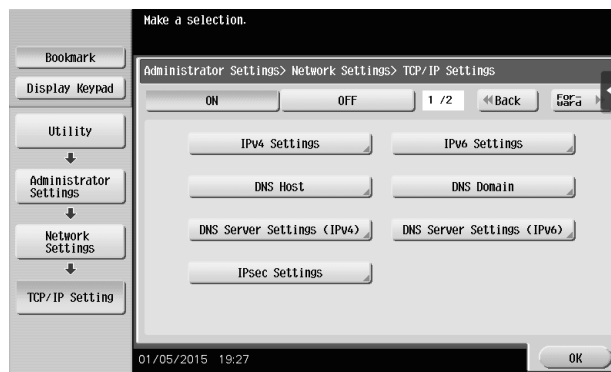 Make a selection.
Bookmark
Display Keypad
Utility
Administrator
Settings
Network
Settings
TCP/IP Setting
Administrator Settings> Network Settings> TCP/IP Settings
ON OFF 1 /2 Back For-
ward
IPv4 Settings IPv6 Settings
DNS Host DNS Domain
DNS Server Settings (IPv4) DNS Server Settings (IPv6)
IPsec Settings
01/05/2015 19:27 OK